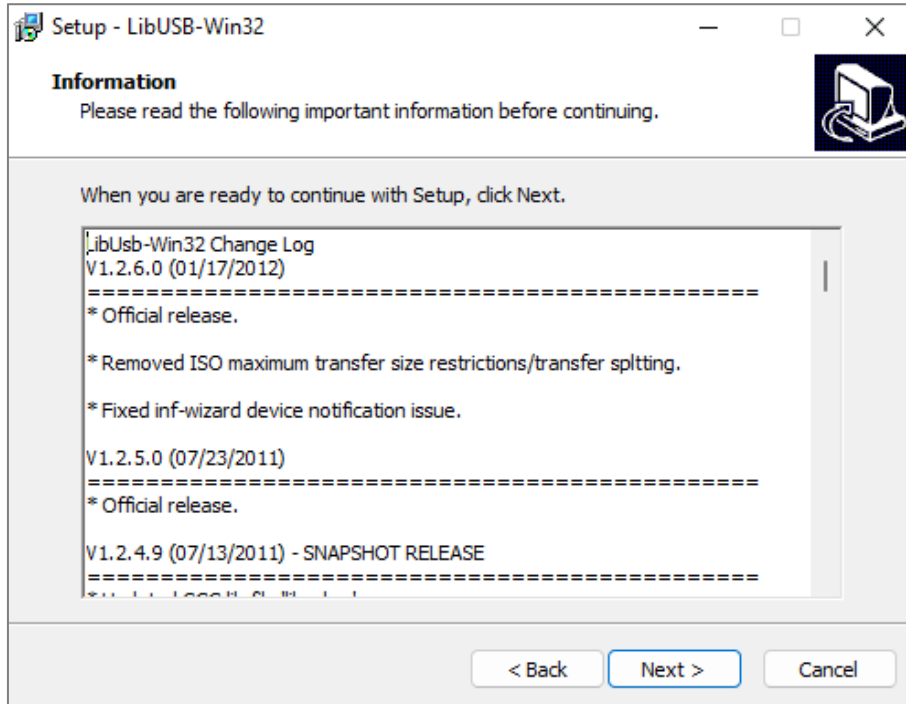 Setup - LibUSB-Win32
Information
Please read the following important information before continuing.
When you are ready to continue with Setup, click Next.
LibUsb-Win32 Change Log
V1.2.6.0 (01/17/2012)
==============================================
* Official release.
* Removed ISO maximum transfer size restrictions/transfer spltting.
* Fixed inf-wizard device notification issue.
V1.2.5.0 (07/23/2011)
==============================================
* Official release.
V1.2.4.9 (07/13/2011) - SNAPSHOT RELEASE
==============================================
< Back
Next >
Cancel